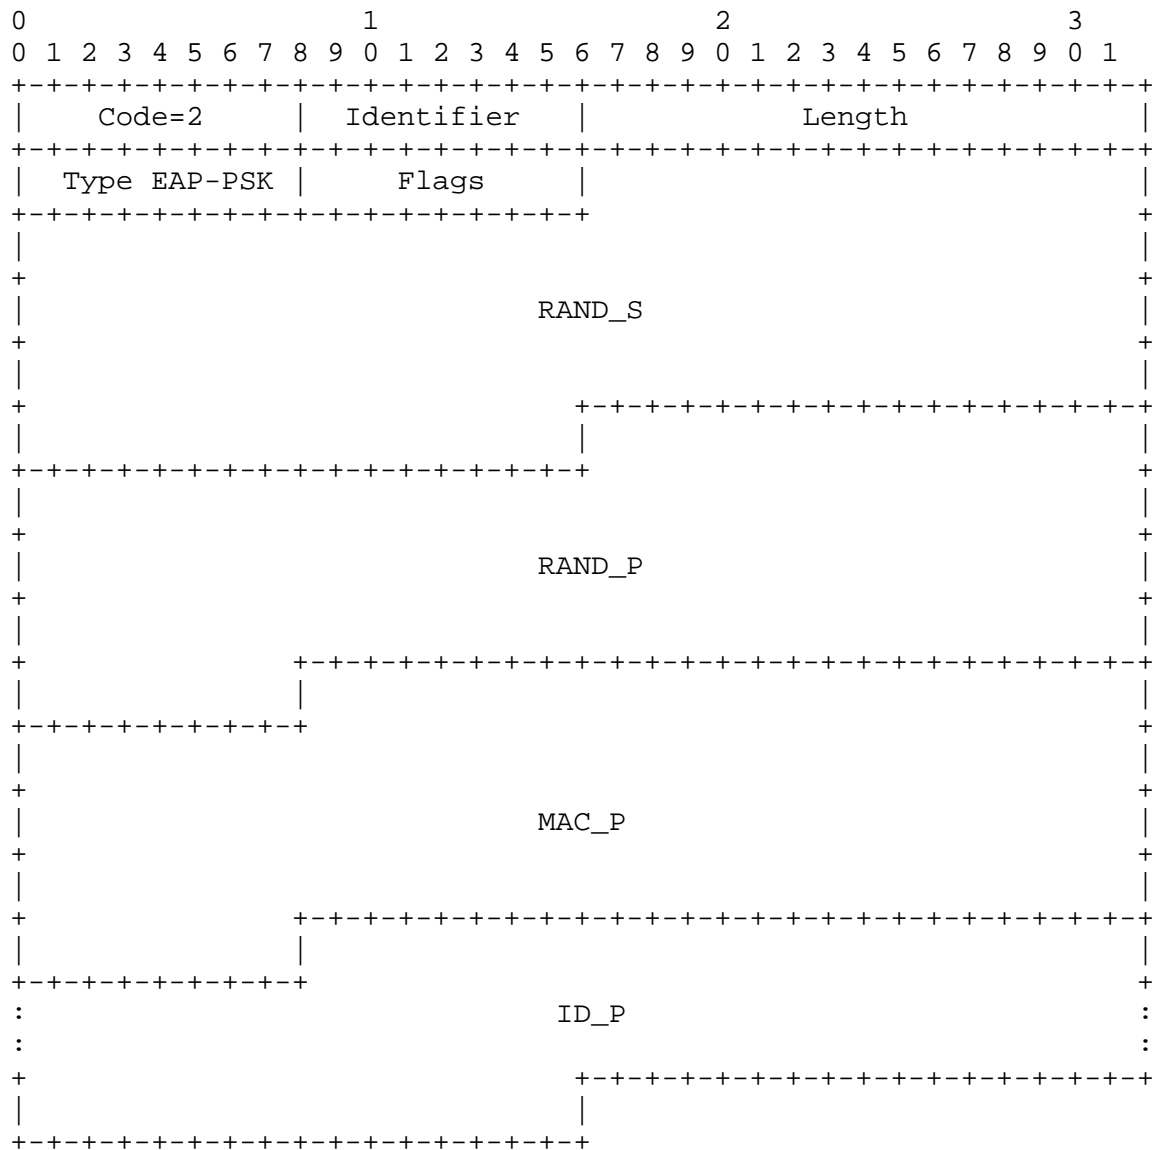 0                   1                   2                   3
0 1 2 3 4 5 6 7 8 9 0 1 2 3 4 5 6 7 8 9 0 1 2 3 4 5 6 7 8 9 0 1
+-+-+-+-+-+-+-+-+-+-+-+-+-+-+-+-+-+-+-+-+-+-+-+-+-+-+-+-+-+-+-+-+
|    Code=2     |  Identifier   |            Length             |
+-+-+-+-+-+-+-+-+-+-+-+-+-+-+-+-+-+-+-+-+-+-+-+-+-+-+-+-+-+-+-+-+
|  Type EAP-PSK |     Flags     |                               |
+-+-+-+-+-+-+-+-+-+-+-+-+-+-+-+-+                               +
|                                                               |
+                                                               +
|                             RAND_S                            |
+                                                               +
|                                                               |
+                               +-+-+-+-+-+-+-+-+-+-+-+-+-+-+-+-+
|                               |                               |
+-+-+-+-+-+-+-+-+-+-+-+-+-+-+-+-+                               +
|                                                               |
+                                                               +
|                             RAND_P                            |
+                                                               +
|                                                               |
+               +-+-+-+-+-+-+-+-+-+-+-+-+-+-+-+-+-+-+-+-+-+-+-+-+
|               |                                               |
+-+-+-+-+-+-+-+-+                                               +
|                                                               |
+                                                               +
|                             MAC_P                             |
+                                                               +
|                                                               |
+               +-+-+-+-+-+-+-+-+-+-+-+-+-+-+-+-+-+-+-+-+-+-+-+-+
|               |                                               |
+-+-+-+-+-+-+-+-+                                               +
:                              ID_P                             :
:                                                               :
+                               +-+-+-+-+-+-+-+-+-+-+-+-+-+-+-+-+
|                               |
+-+-+-+-+-+-+-+-+-+-+-+-+-+-+-+-+